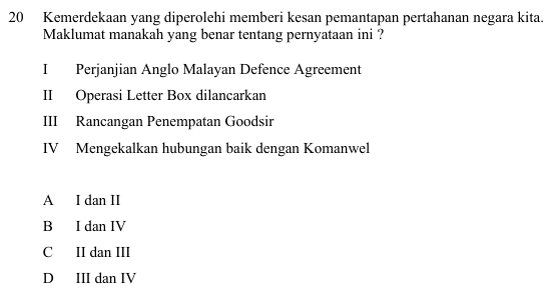 20 Kemerdekaan yang diperolehi memberi kesan pemantapan pertahanan negara kita.
Maklumat manakah yang benar tentang pernyataan ini ?
I Perjanjian Anglo Malayan Defence Agreement
II Operasi Letter Box dilancarkan
III Rancangan Penempatan Goodsir
IV Mengekalkan hubungan baik dengan Komanwel
A I dan II
B I dan IV
C II dan III
D III dan IV